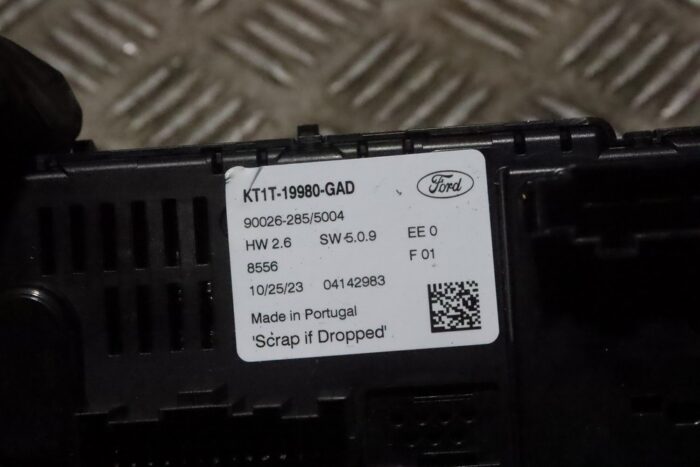 KT1T-19980-GAD
Ford
90026-285/5004
HW 2.6 SW-5.0.9 EE 0
8556 F 01
10/25/23 04142983
Made in Portugal
'Scrap if Dropped'